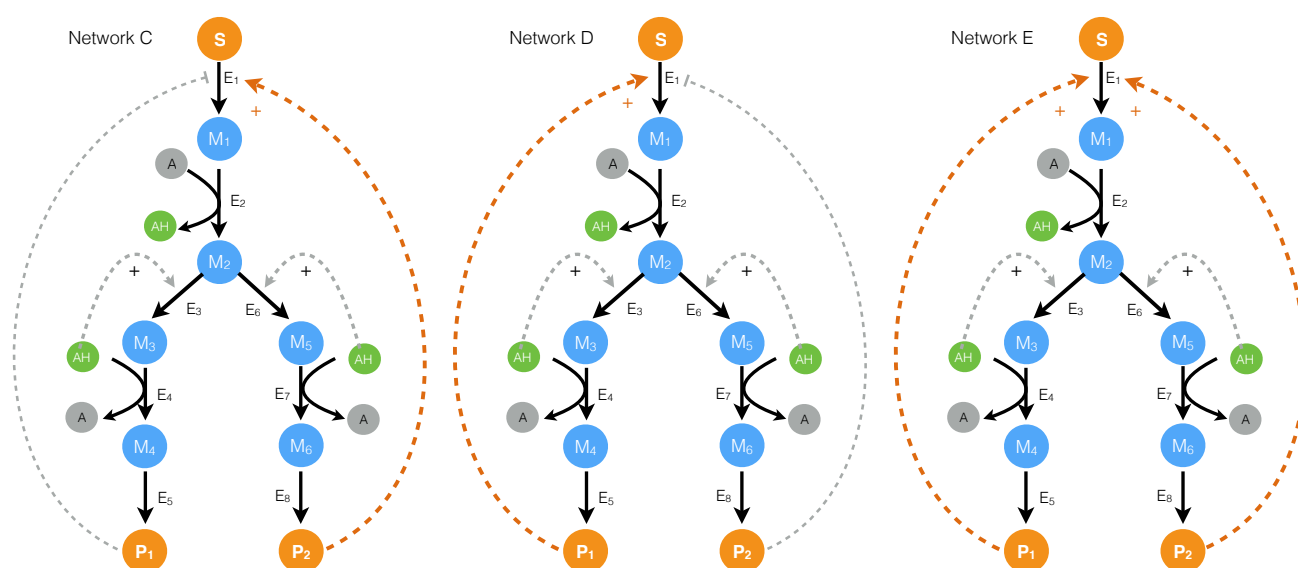 Network C
S
E₁
+
M₁
A
E₂
AH
M₂
+
+
E₃
E₆
M₃
M₅
AH
AH
E₄
E₇
A
A
M₄
M₆
E₅
E₈
P₁
P₂
Network D
S
E₁
+
M₁
A
E₂
AH
M₂
+
+
E₃
E₆
M₃
M₅
AH
AH
E₄
E₇
A
A
M₄
M₆
E₅
E₈
P₁
P₂
Network E
S
E₁
+
+
M₁
A
E₂
AH
M₂
+
+
E₃
E₆
M₃
M₅
AH
AH
E₄
E₇
A
A
M₄
M₆
E₅
E₈
P₁
P₂